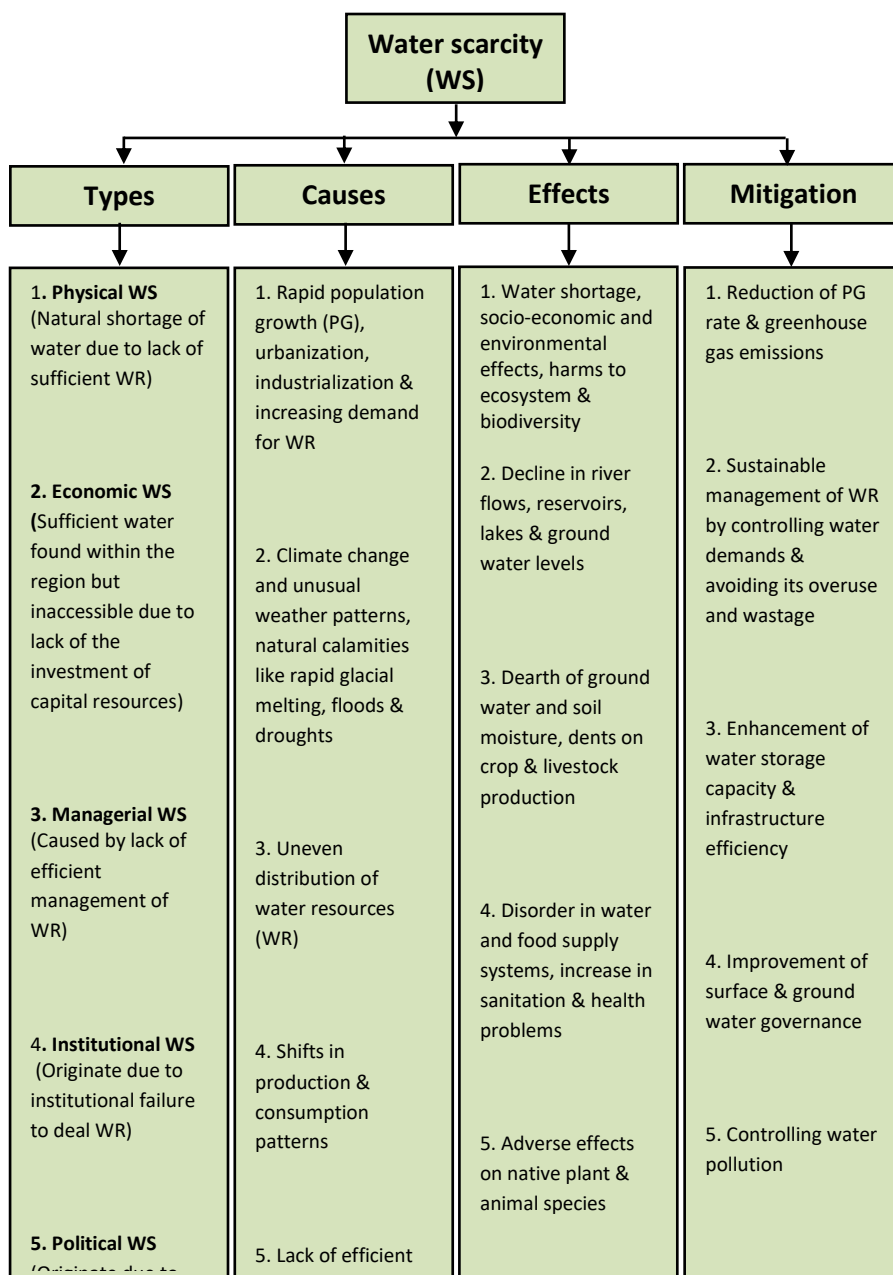 Water scarcity
(WS)
Types
Causes
Effects
Mitigation
1. Physical WS
(Natural shortage of
water due to lack of
sufficient WR)
2. Economic WS
(Sufficient water
found within the
region but
inaccessible due to
lack of the
investment of
capital resources)
3. Managerial WS
(Caused by lack of
efficient
management of
WR)
4. Institutional WS
(Originate due to
institutional failure
to deal WR)
5. Political WS
(Originate due to
1. Rapid population
growth (PG),
urbanization,
industrialization &
increasing demand
for WR
2. Climate change
and unusual
weather patterns,
natural calamities
like rapid glacial
melting, floods &
droughts
3. Uneven
distribution of
water resources
(WR)
4. Shifts in
production &
consumption
patterns
5. Lack of efficient
1. Water shortage,
socio-economic and
environmental
effects, harms to
ecosystem &
biodiversity
2. Decline in river
flows, reservoirs,
lakes & ground
water levels
3. Dearth of ground
water and soil
moisture, dents on
crop & livestock
production
4. Disorder in water
and food supply
systems, increase in
sanitation & health
problems
5. Adverse effects
on native plant &
animal species
1. Reduction of PG
rate & greenhouse
gas emissions
2. Sustainable
management of WR
by controlling water
demands &
avoiding its overuse
and wastage
3. Enhancement of
water storage
capacity &
infrastructure
efficiency
4. Improvement of
surface & ground
water governance
5. Controlling water
pollution